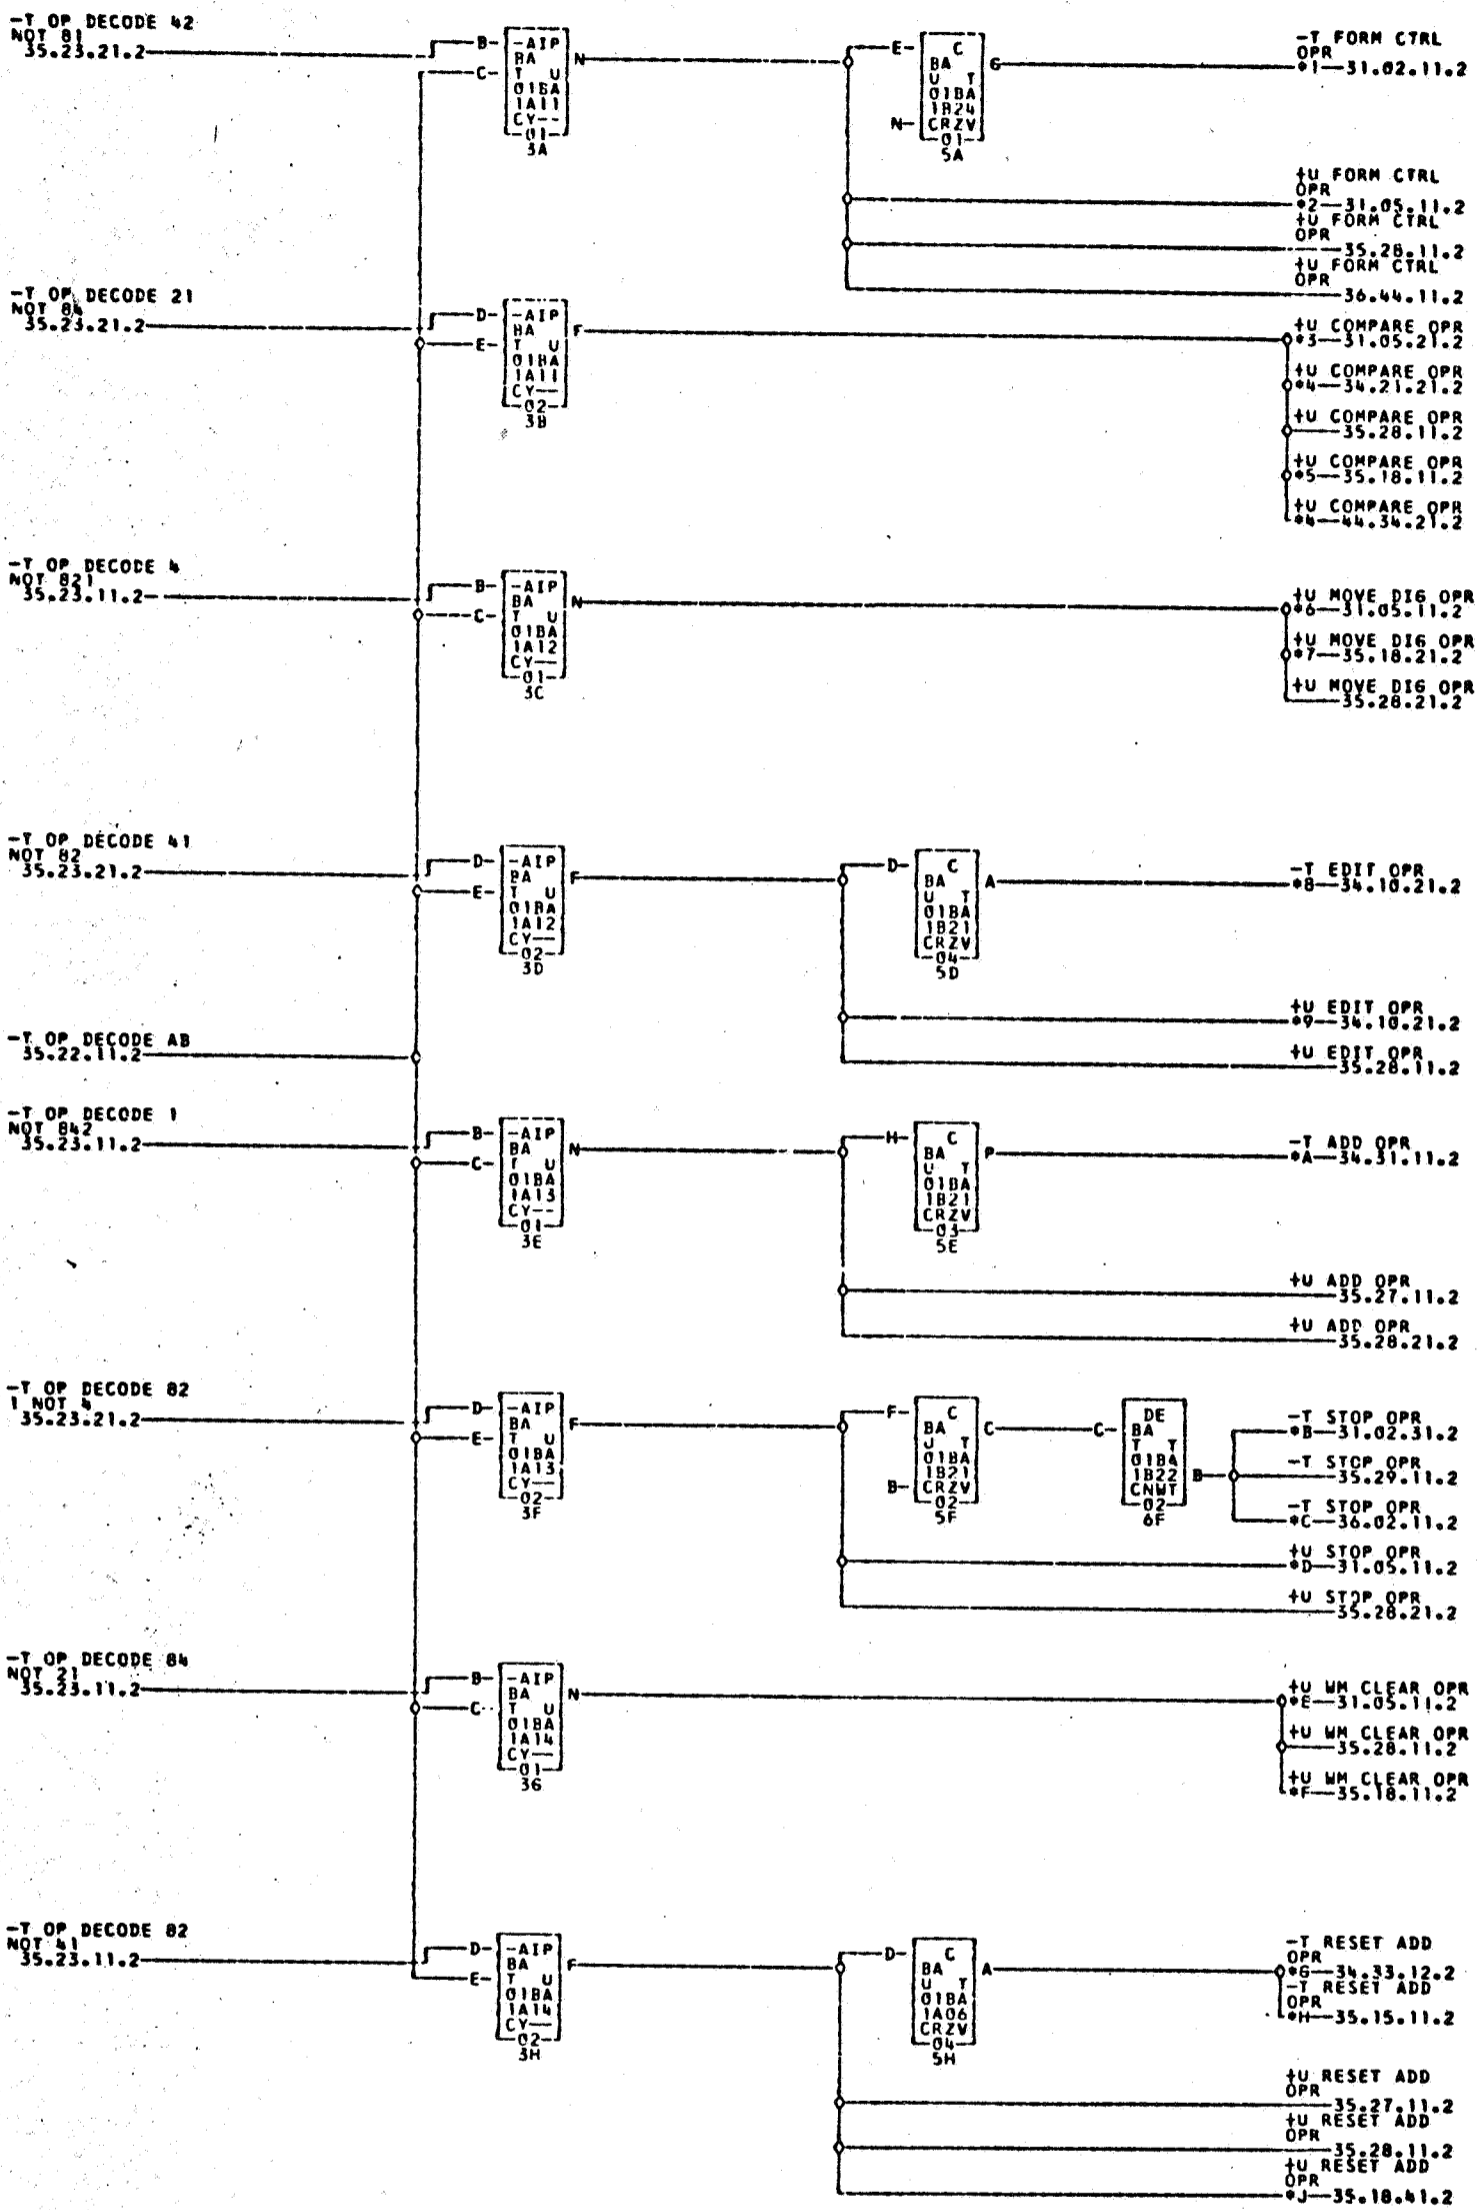 -T OP DECODE 42
NOT 81
35.23.21.2
B-
C-
-AIP
BA
T U
01BA
1A11
CY--
01
3A
N
E-
N-
C
BA
U T
01BA
1B24
CRZV
01
5A
G
-T FORM CTRL
OPR
*1-31.02.11.2
+U FORM CTRL
OPR
*2-31.05.11.2
+U FORM CTRL
OPR
35.28.11.2
+U FORM CTRL
OPR
36.44.11.2
-T OP DECODE 21
NOT 84
35.23.21.2
D-
E-
-AIP
BA
T U
01BA
1A11
CY--
02
3B
F
+U COMPARE OPR
*3-31.05.21.2
+U COMPARE OPR
*4-34.21.21.2
+U COMPARE OPR
35.28.11.2
+U COMPARE OPR
*5-35.18.11.2
+U COMPARE OPR
*4-44.34.21.2
-T OP DECODE 4
NOT 821
35.23.11.2
B-
C-
-AIP
BA
T U
01BA
1A12
CY--
01
3C
N
+U MOVE DIG OPR
*6-31.05.11.2
+U MOVE DIG OPR
*7-35.18.21.2
+U MOVE DIG OPR
35.28.21.2
-T OP DECODE 41
NOT 82
35.23.21.2
D-
E-
-AIP
BA
T U
01BA
1A12
CY--
02
3D
F
D-
C
BA
U T
01BA
1B21
CRZV
04
5D
A
-T EDIT OPR
*8-34.10.21.2
+U EDIT OPR
*9-34.10.21.2
+U EDIT OPR
35.28.11.2
-T OP DECODE AB
35.22.11.2
-T OP DECODE 1
NOT 842
35.23.11.2
B-
C-
-AIP
BA
T U
01BA
1A13
CY--
01
3E
N
H-
C
BA
U T
01BA
1B21
CRZV
03
5E
P
-T ADD OPR
*A-34.31.11.2
+U ADD OPR
35.27.11.2
+U ADD OPR
35.28.21.2
-T OP DECODE 82
1 NOT 4
35.23.21.2
D-
E-
-AIP
BA
T U
01BA
1A13
CY--
02
3F
F
F-
B-
C
BA
U T
01BA
1B21
CRZV
02
5F
C
C-
DE
BA
T T
01BA
1B22
CNWT
02
6F
B
-T STOP OPR
*B-31.02.31.2
-T STOP OPR
35.29.11.2
-T STOP OPR
*C-36.02.11.2
+U STOP OPR
*D-31.05.11.2
+U STOP OPR
35.28.21.2
-T OP DECODE 84
NOT 21
35.23.11.2
B-
C-
-AIP
BA
T U
01BA
1A14
CY--
01
3G
N
+U WM CLEAR OPR
*E-31.05.11.2
+U WM CLEAR OPR
35.28.11.2
+U WM CLEAR OPR
*F-35.18.11.2
-T OP DECODE 82
NOT 41
35.23.11.2
D-
E-
-AIP
BA
T U
01BA
1A14
CY--
02
3H
F
D-
C
BA
U T
01BA
1A06
CRZV
04
5H
A
-T RESET ADD
OPR
*G-34.33.12.2
-T RESET ADD
OPR
*H-35.15.11.2
+U RESET ADD
OPR
35.27.11.2
+U RESET ADD
OPR
35.28.11.2
+U RESET ADD
OPR
*J-35.18.41.2